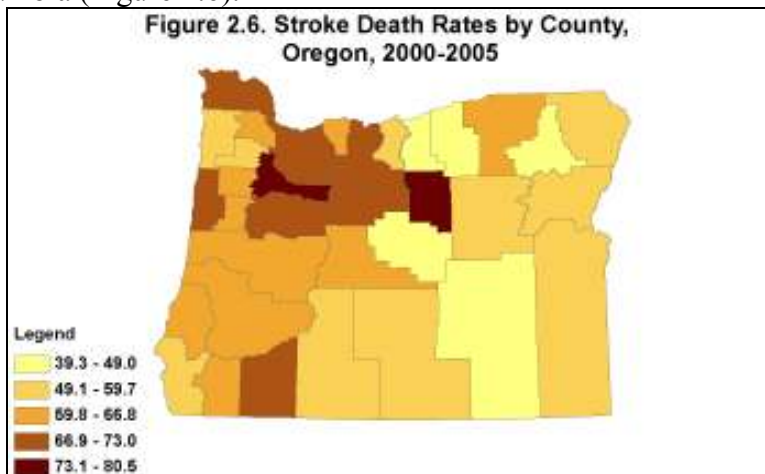 Figure 2.6. Stroke Death Rates by County,
Oregon, 2000-2005
Legend
39.3 - 49.0
49.1 - 59.7
59.8 - 66.8
66.9 - 73.0
73.1 - 80.5